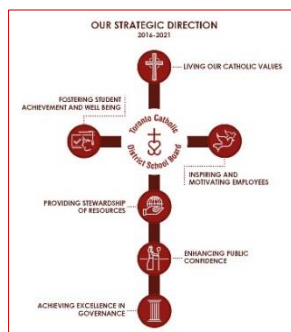 OUR STRATEGIC DIRECTION
2016-2021
LIVING OUR CATHOLIC VALUES
FOSTERING STUDENT
ACHIEVEMENT AND WELL BEING
Toronto Catholic
District School Board
INSPIRING AND
MOTIVATING EMPLOYEES
PROVIDING STEWARDSHIP
OF RESOURCES
ENHANCING PUBLIC
CONFIDENCE
ACHIEVING EXCELLENCE IN
GOVERNANCE